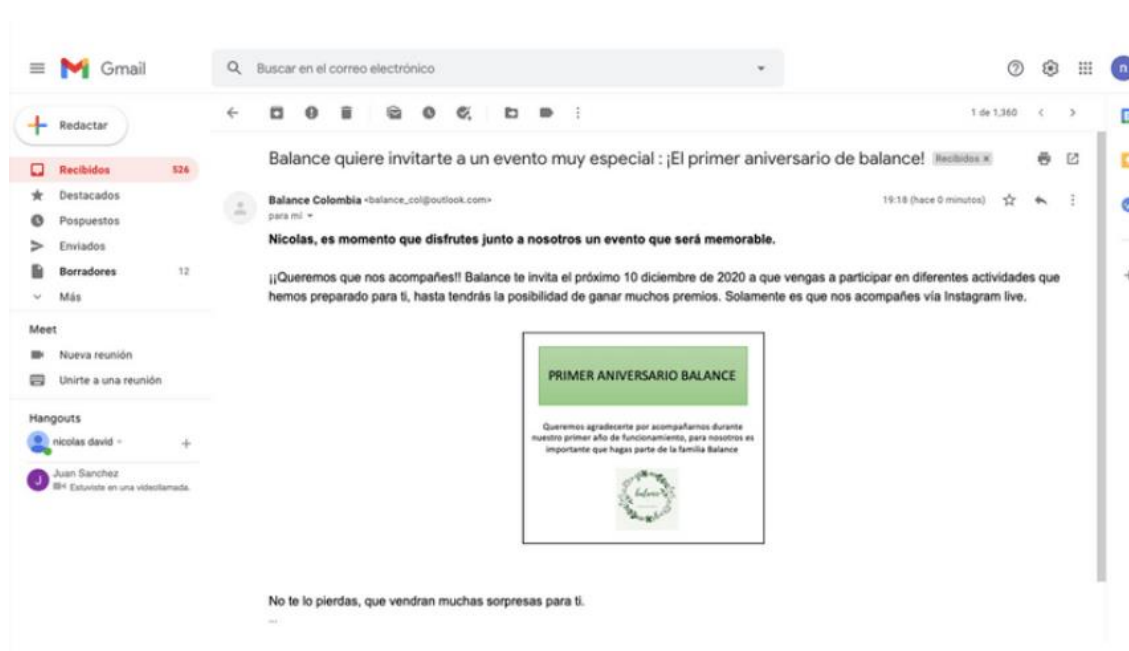 Gmail
Buscar en el correo electrónico
n
Redactar
1 de 1,360
Balance quiere invitarte a un evento muy especial : ¡El primer aniversario de balance! Recibidos x
Recibidos 526
Destacados
Pospuestos
Enviados
Borradores 12
Más
Meet
Nueva reunión
Unirte a una reunión
Hangouts
nicolas david
Juan Sanchez
Estuviste en una videollamada.
Balance Colombia <balance_col@outlook.com>
19:18 (hace 0 minutos)
para mí
Nicolas, es momento que disfrutes junto a nosotros un evento que será memorable.
¡¡Queremos que nos acompañes!! Balance te invita el próximo 10 diciembre de 2020 a que vengas a participar en diferentes actividades que
hemos preparado para ti, hasta tendrás la posibilidad de ganar muchos premios. Solamente es que nos acompañes vía Instagram live.
PRIMER ANIVERSARIO BALANCE
Queremos agradecerte por acompañarnos durante
nuestro primer año de funcionamiento, para nosotros es
importante que hagas parte de la familia Balance
balance
No te lo pierdas, que vendran muchas sorpresas para ti.
...